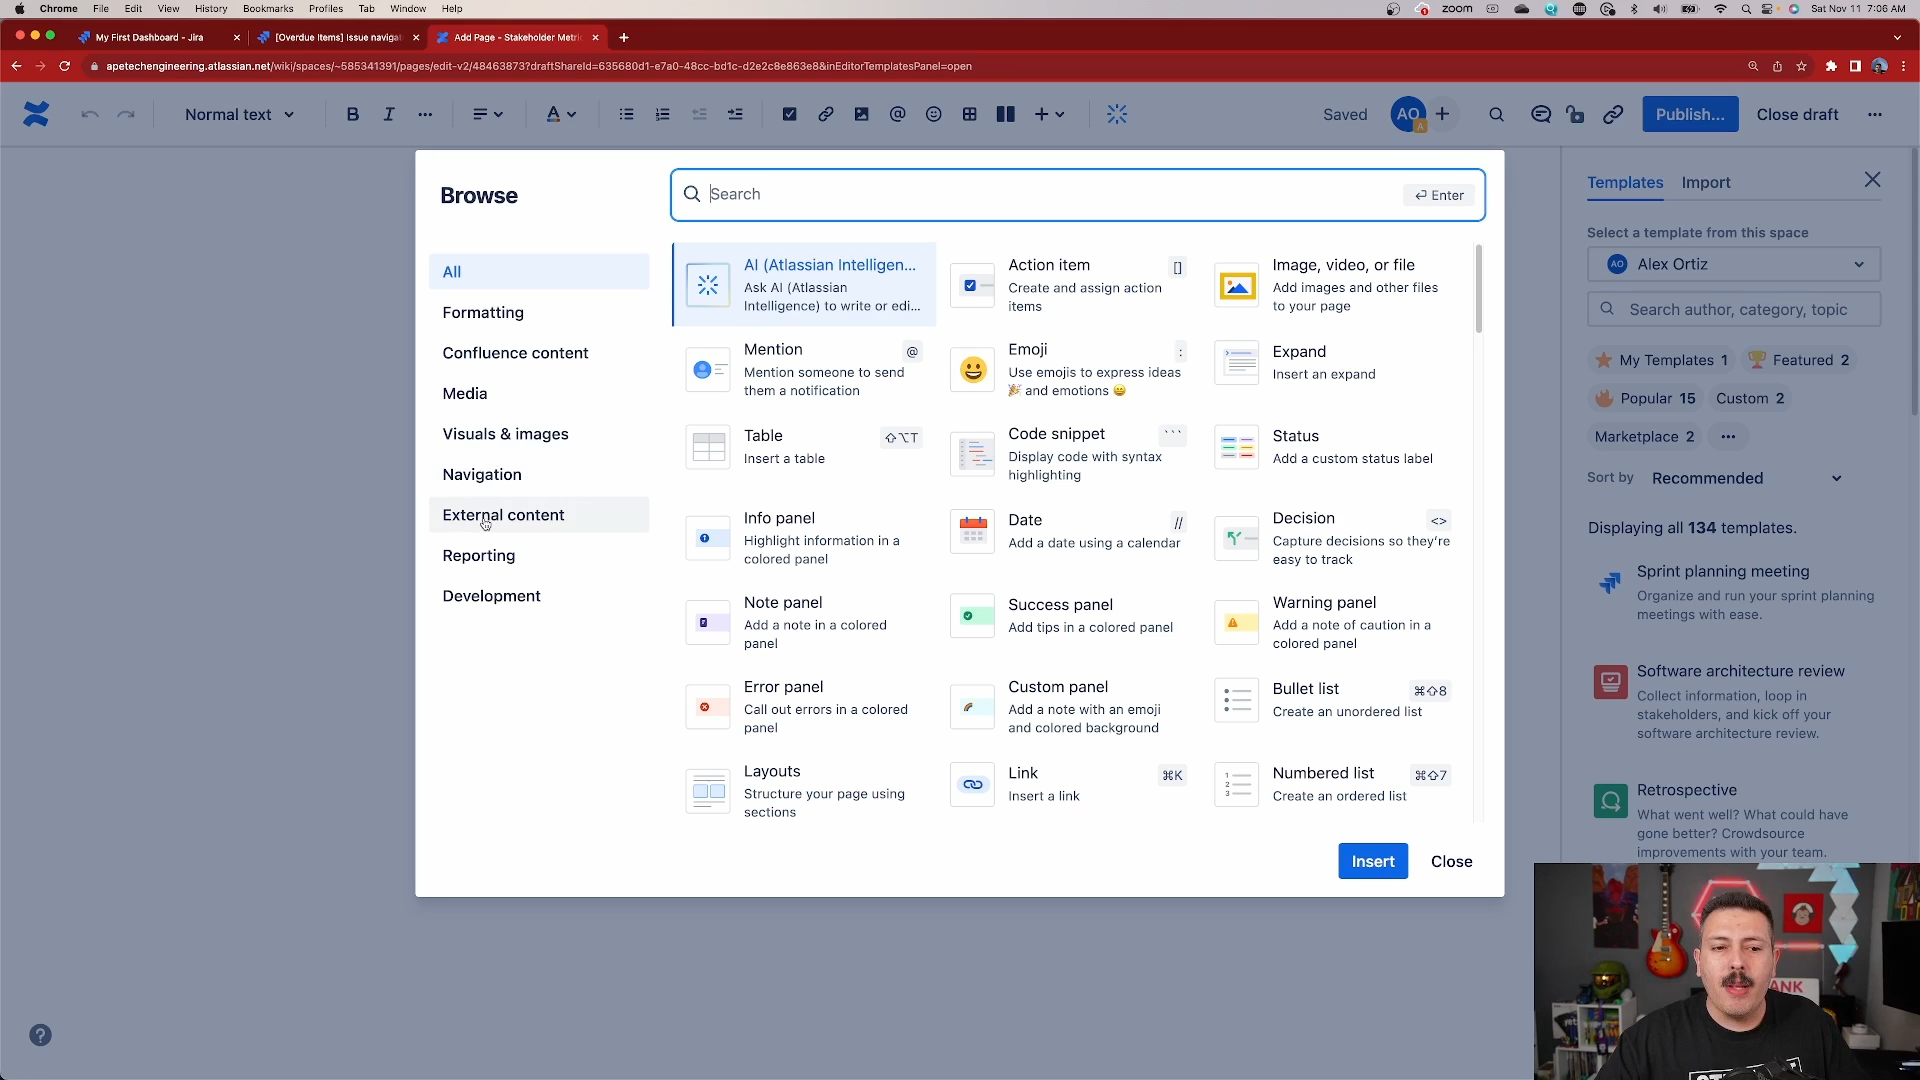 Chrome File Edit View History Bookmarks Profiles Tab Window Help zoom Sat Nov 11 7:06 AM
My First Dashboard - Jira [Overdue Items] Issue navigat Add Page - Stakeholder Metric
apetechengineering.atlassian.net/wiki/spaces/~585341391/pages/edit-v2/48463873?draftShareId=635680d1-e7a0-48cc-bd1c-d2e2c8e863e8&inEditorTemplatesPanel=open
Normal text B I A Saved AO A Publish... Close draft
Browse
Search
Enter
All
Formatting
Confluence content
Media
Visuals & images
Navigation
External content
Reporting
Development
AI (Atlassian Intelligen...
Ask AI (Atlassian
Intelligence) to write or edi...
Action item []
Create and assign action
items
Image, video, or file
Add images and other files
to your page
Mention @
Mention someone to send
them a notification
Emoji :
Use emojis to express ideas
🎉 and emotions 😄
Expand
Insert an expand
Table ⇧⌥T
Insert a table
Code snippet ```
Display code with syntax
highlighting
Status
Add a custom status label
Info panel
Highlight information in a
colored panel
Date //
Add a date using a calendar
Decision <>
Capture decisions so they're
easy to track
Note panel
Add a note in a colored
panel
Success panel
Add tips in a colored panel
Warning panel
Add a note of caution in a
colored panel
Error panel
Call out errors in a colored
panel
Custom panel
Add a note with an emoji
and colored background
Bullet list ⌘⇧8
Create an unordered list
Layouts
Structure your page using
sections
Link ⌘K
Insert a link
Numbered list ⌘⇧7
Create an ordered list
Insert Close
Templates Import
Select a template from this space
AO Alex Ortiz
Search author, category, topic
My Templates 1 Featured 2
Popular 15 Custom 2
Marketplace 2
Sort by Recommended
Displaying all 134 templates.
Sprint planning meeting
Organize and run your sprint planning
meetings with ease.
Software architecture review
Collect information, loop in
stakeholders, and kick off your
software architecture review.
Retrospective
What went well? What could have
gone better? Crowdsource
improvements with your team.
?